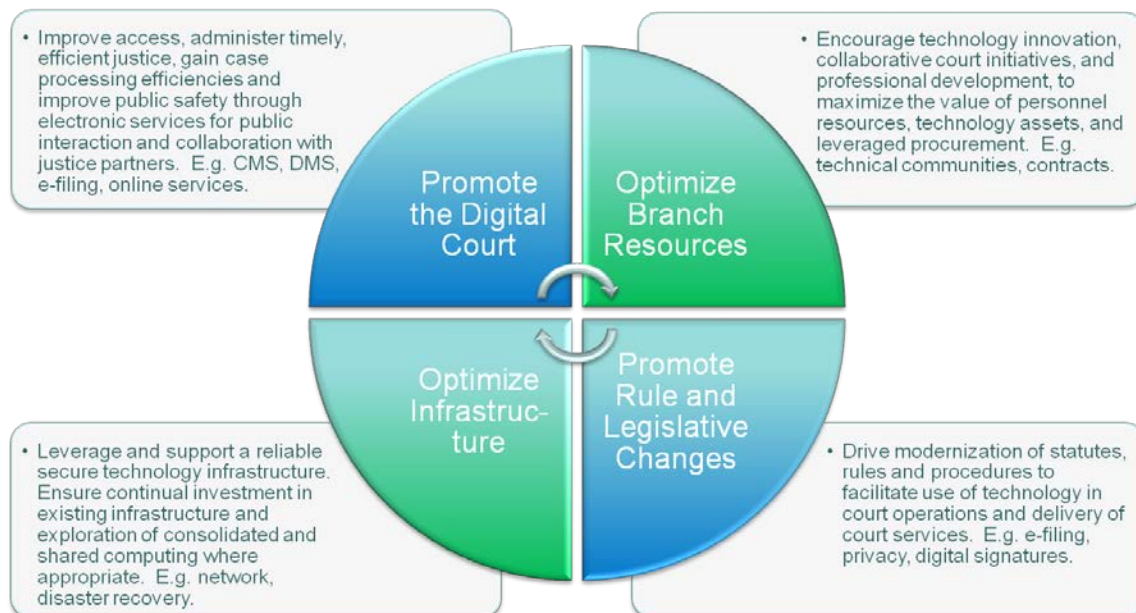 • Improve access, administer timely,
efficient justice, gain case
processing efficiencies and
improve public safety through
electronic services for public
interaction and collaboration with
justice partners.  E.g. CMS, DMS,
e-filing, online services.
Promote
the Digital
Court
Optimize
Branch
Resources
• Encourage technology innovation,
collaborative court initiatives, and
professional development, to
maximize the value of personnel
resources, technology assets, and
leveraged procurement.  E.g.
technical communities, contracts.
• Leverage and support a reliable
secure technology infrastructure.
Ensure continual investment in
existing infrastructure and
exploration of consolidated and
shared computing where
appropriate.  E.g. network,
disaster recovery.
Optimize
Infrastruc-
ture
Promote
Rule and
Legislative
Changes
• Drive modernization of statutes,
rules and procedures to
facilitate use of technology in
court operations and delivery of
court services.  E.g. e-filing,
privacy, digital signatures.